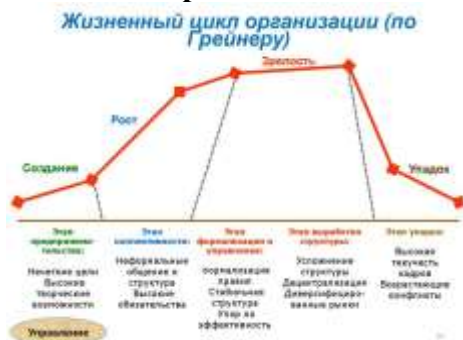 Жизненный цикл организации (по
Грейнеру)
Зрелость
Рост
Создание
Упадок
Этап
предприниматель-
тельства:
Нечеткие цели
Высокие
творческие
возможности
Этап
коллективности:
Неформальные
общение и
структура
Высокие
обязательства
Этап
формализации и
управления:
Формализация
правил
Стабильная
структура
Упор на
эффективность
Этап выработки
структуры:
Усложнение
структуры
Децентрализация
Диверсифициро-
ванные рынки
Этап упадка:
Высокая
текучесть
кадров
Возрастающие
конфликты
Управление